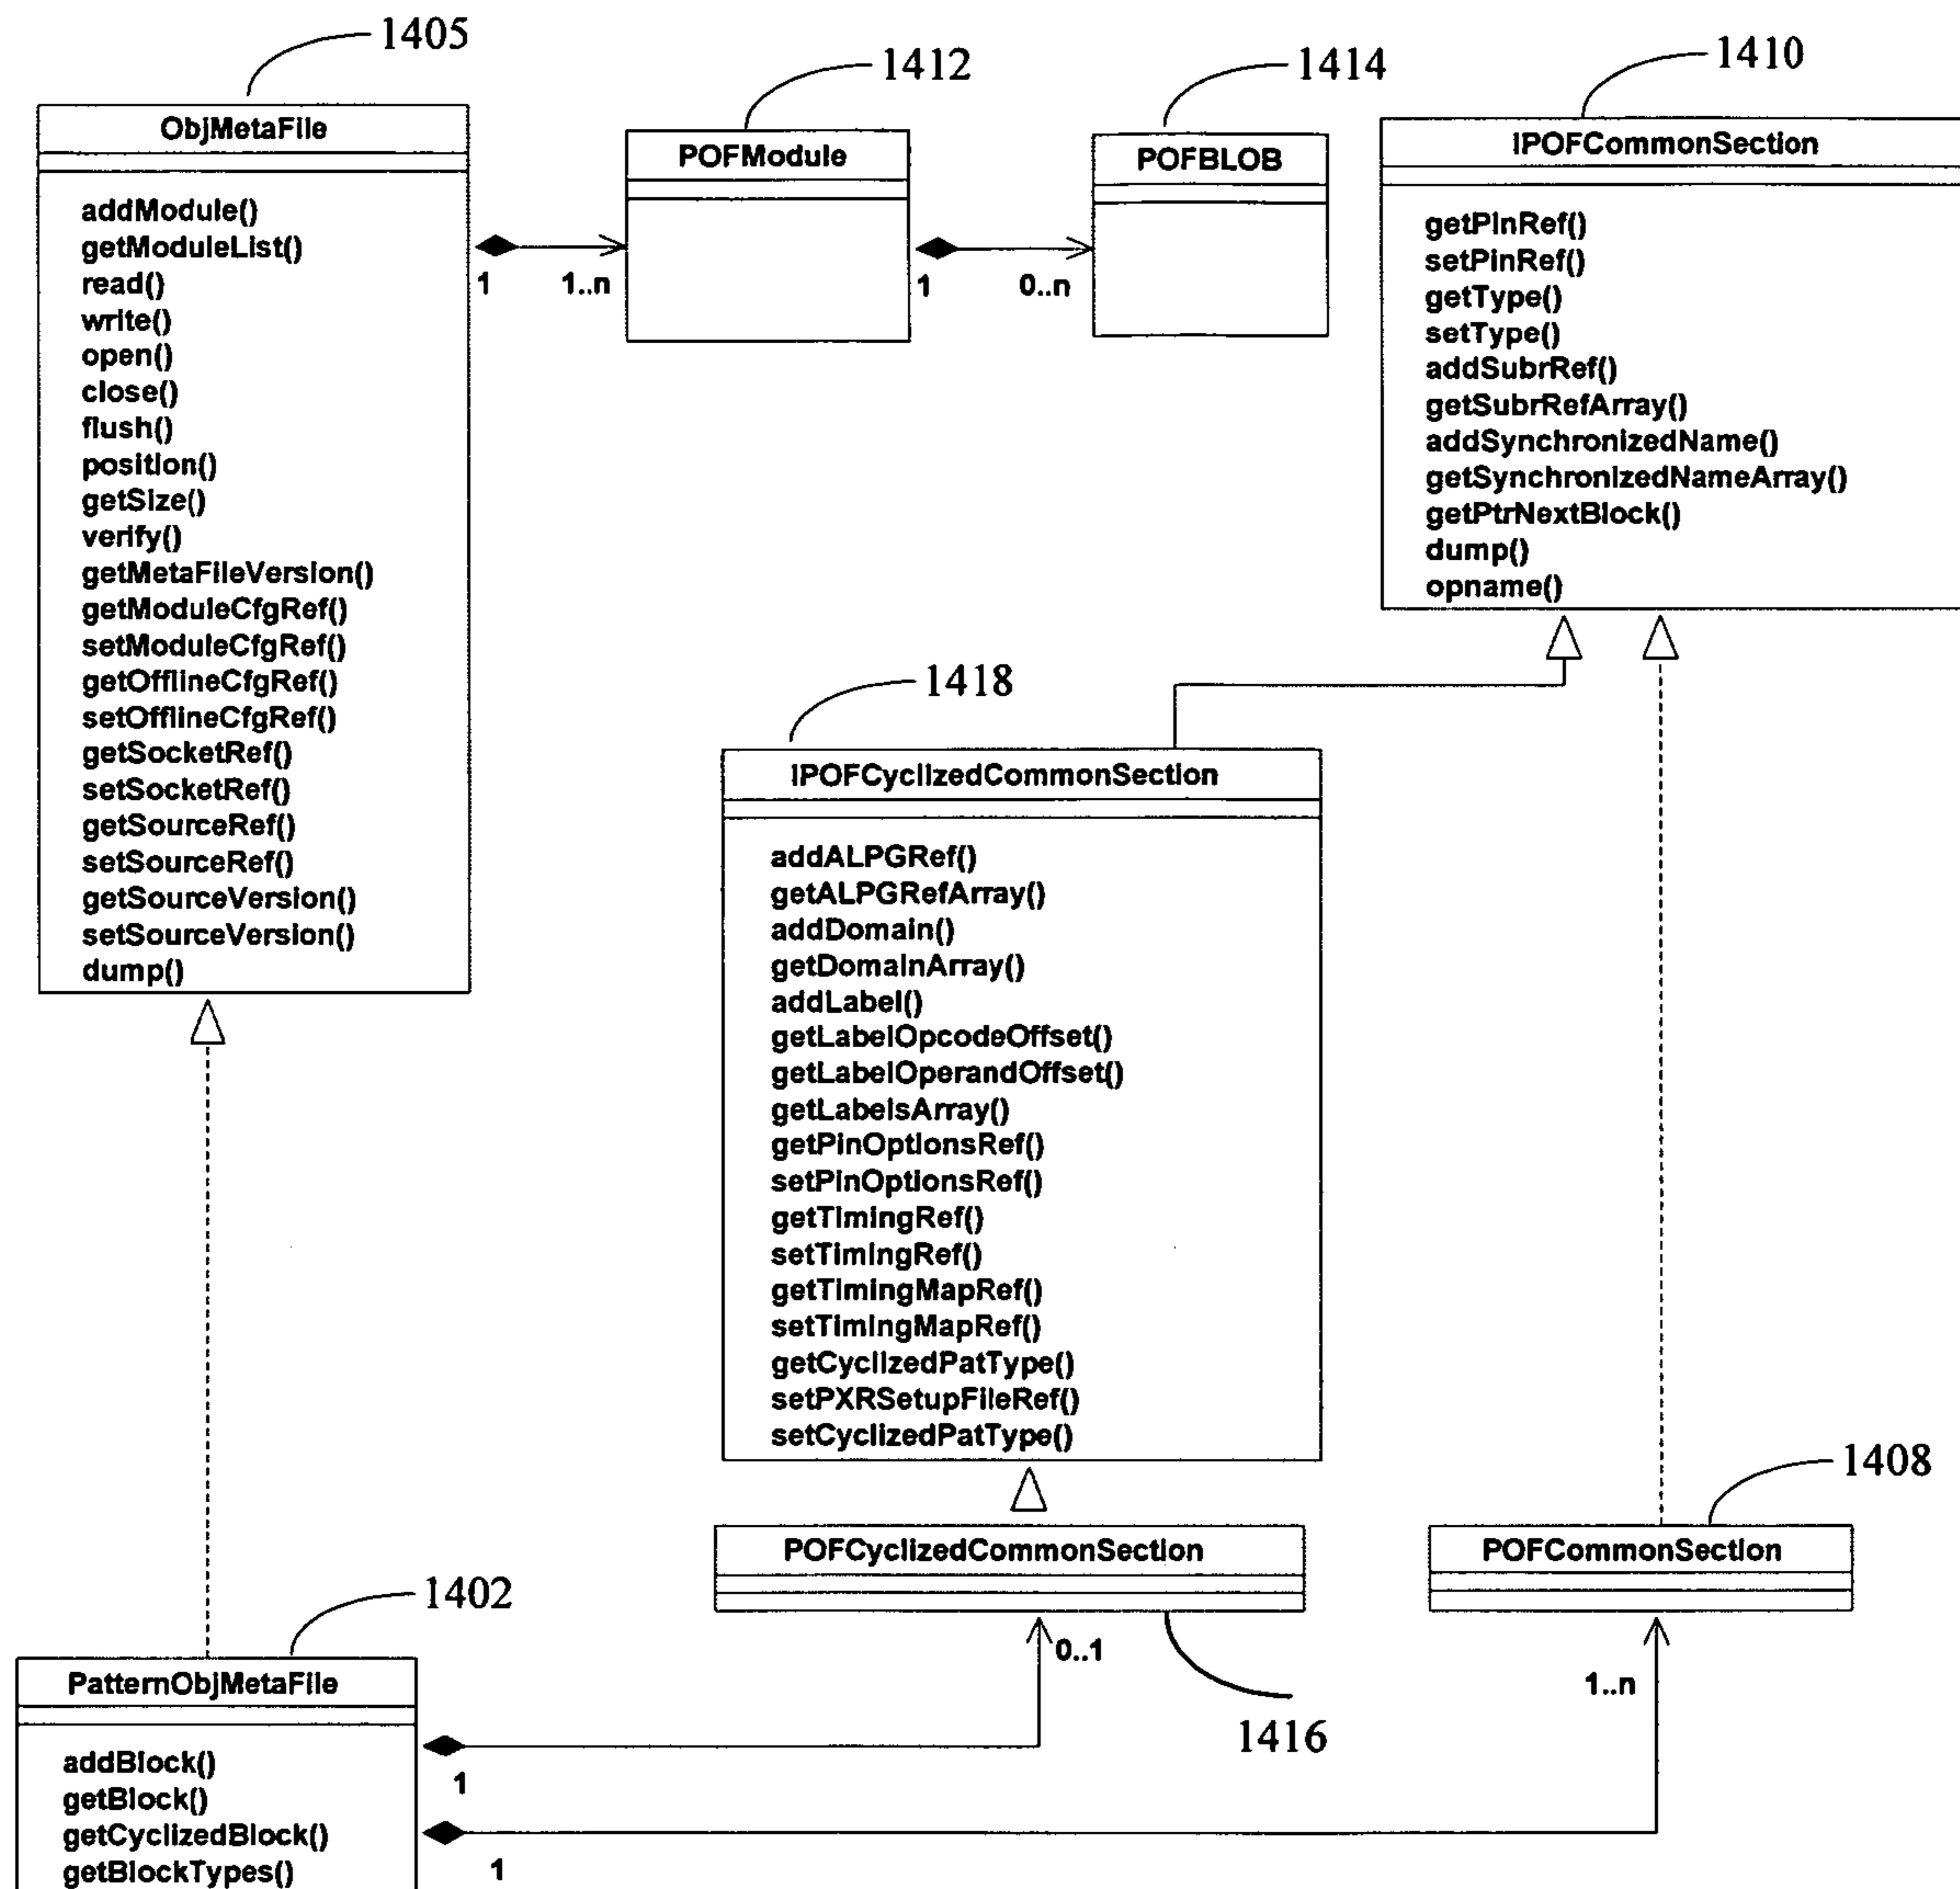 1405
ObjMetaFile
addModule()
getModuleList()
read()
write()
open()
close()
flush()
position()
getSize()
verify()
getMetaFileVersion()
getModuleCfgRef()
setModuleCfgRef()
getOfflineCfgRef()
setOfflineCfgRef()
getSocketRef()
setSocketRef()
getSourceRef()
setSourceRef()
getSourceVersion()
setSourceVersion()
dump()
1
1..n
1412
POFModule
1
0..n
1414
POFBLOB
1410
IPOFCommonSection
getPinRef()
setPinRef()
getType()
setType()
addSubrRef()
getSubrRefArray()
addSynchronizedName()
getSynchronizedNameArray()
getPtrNextBlock()
dump()
opname()
1418
IPOFCyclizedCommonSection
addALPGRef()
getALPGRefArray()
addDomain()
getDomainArray()
addLabel()
getLabelOpcodeOffset()
getLabelOperandOffset()
getLabelsArray()
getPinOptionsRef()
setPinOptionsRef()
getTimingRef()
setTimingRef()
getTimingMapRef()
setTimingMapRef()
getCyclizedPatType()
setPXRSetupFileRef()
setCyclizedPatType()
1408
POFCyclizedCommonSection
POFCommonSection
1402
0..1
1..n
1416
PatternObjMetaFile
addBlock()
getBlock()
getCyclizedBlock()
getBlockTypes()
1
1